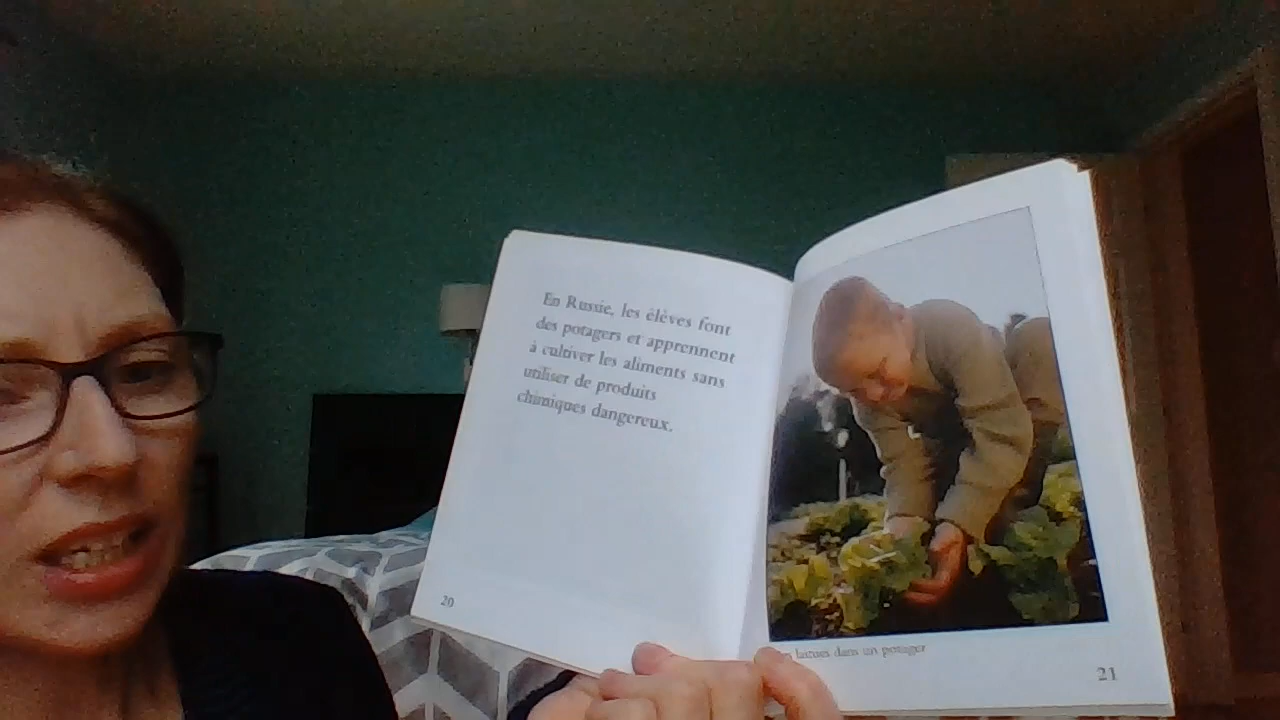 En Russie, les élèves font
des potagers et apprennent
à cultiver les aliments sans
utiliser de produits
chimiques dangereux.
20
laitues dans un potager
21